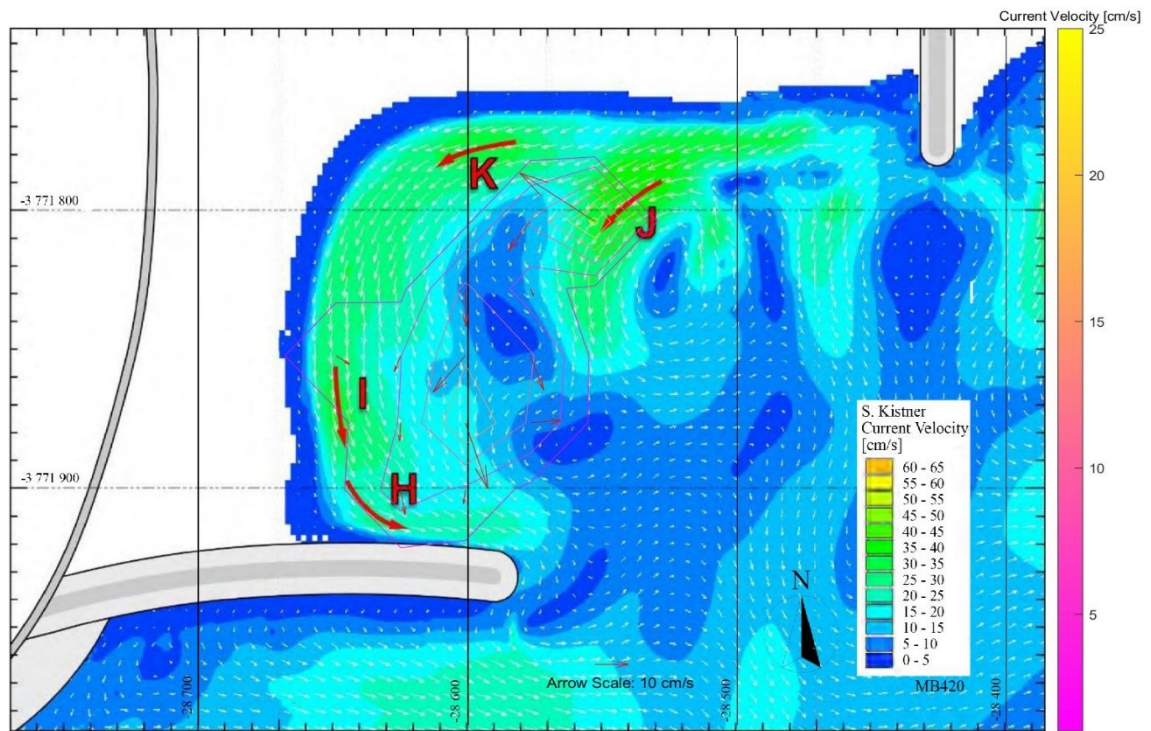 Current Velocity [cm/s]
25
20
15
10
5
K
J
I
H
-3 771 800
-3 771 900
-28 700
-28 600
-28 500
-28 400
S. Kistner
Current Velocity
[cm/s]
60 - 65
55 - 60
50 - 55
45 - 50
40 - 45
35 - 40
30 - 35
25 - 30
20 - 25
15 - 20
10 - 15
5 - 10
0 - 5
N
Arrow Scale: 10 cm/s
MB420